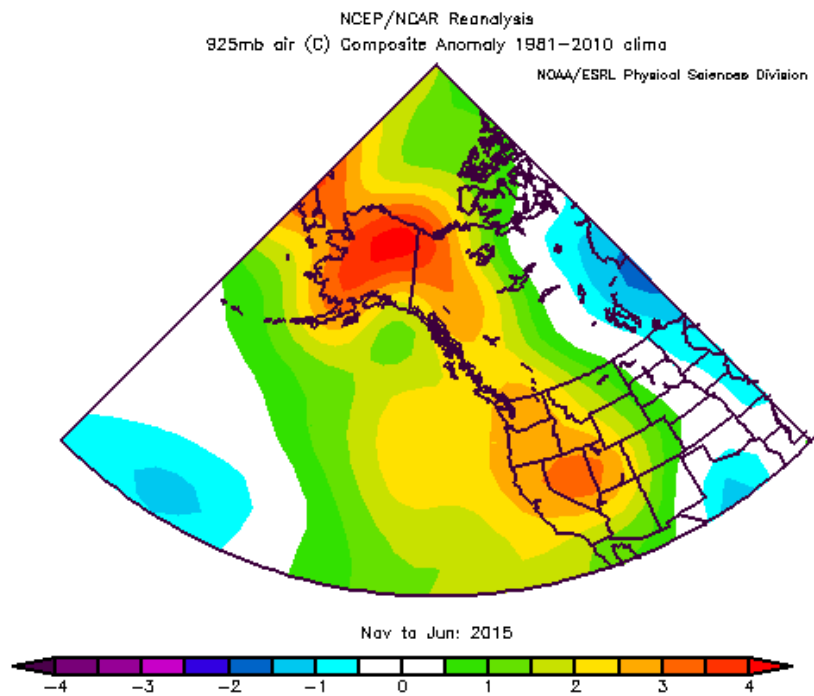 NCEP/NCAR Reanalysis
925mb air (C) Composite Anomaly 1981-2010 clima
NOAA/ESRL Physical Sciences Division
Nov to Jun: 2015
-4 -3 -2 -1 0 1 2 3 4